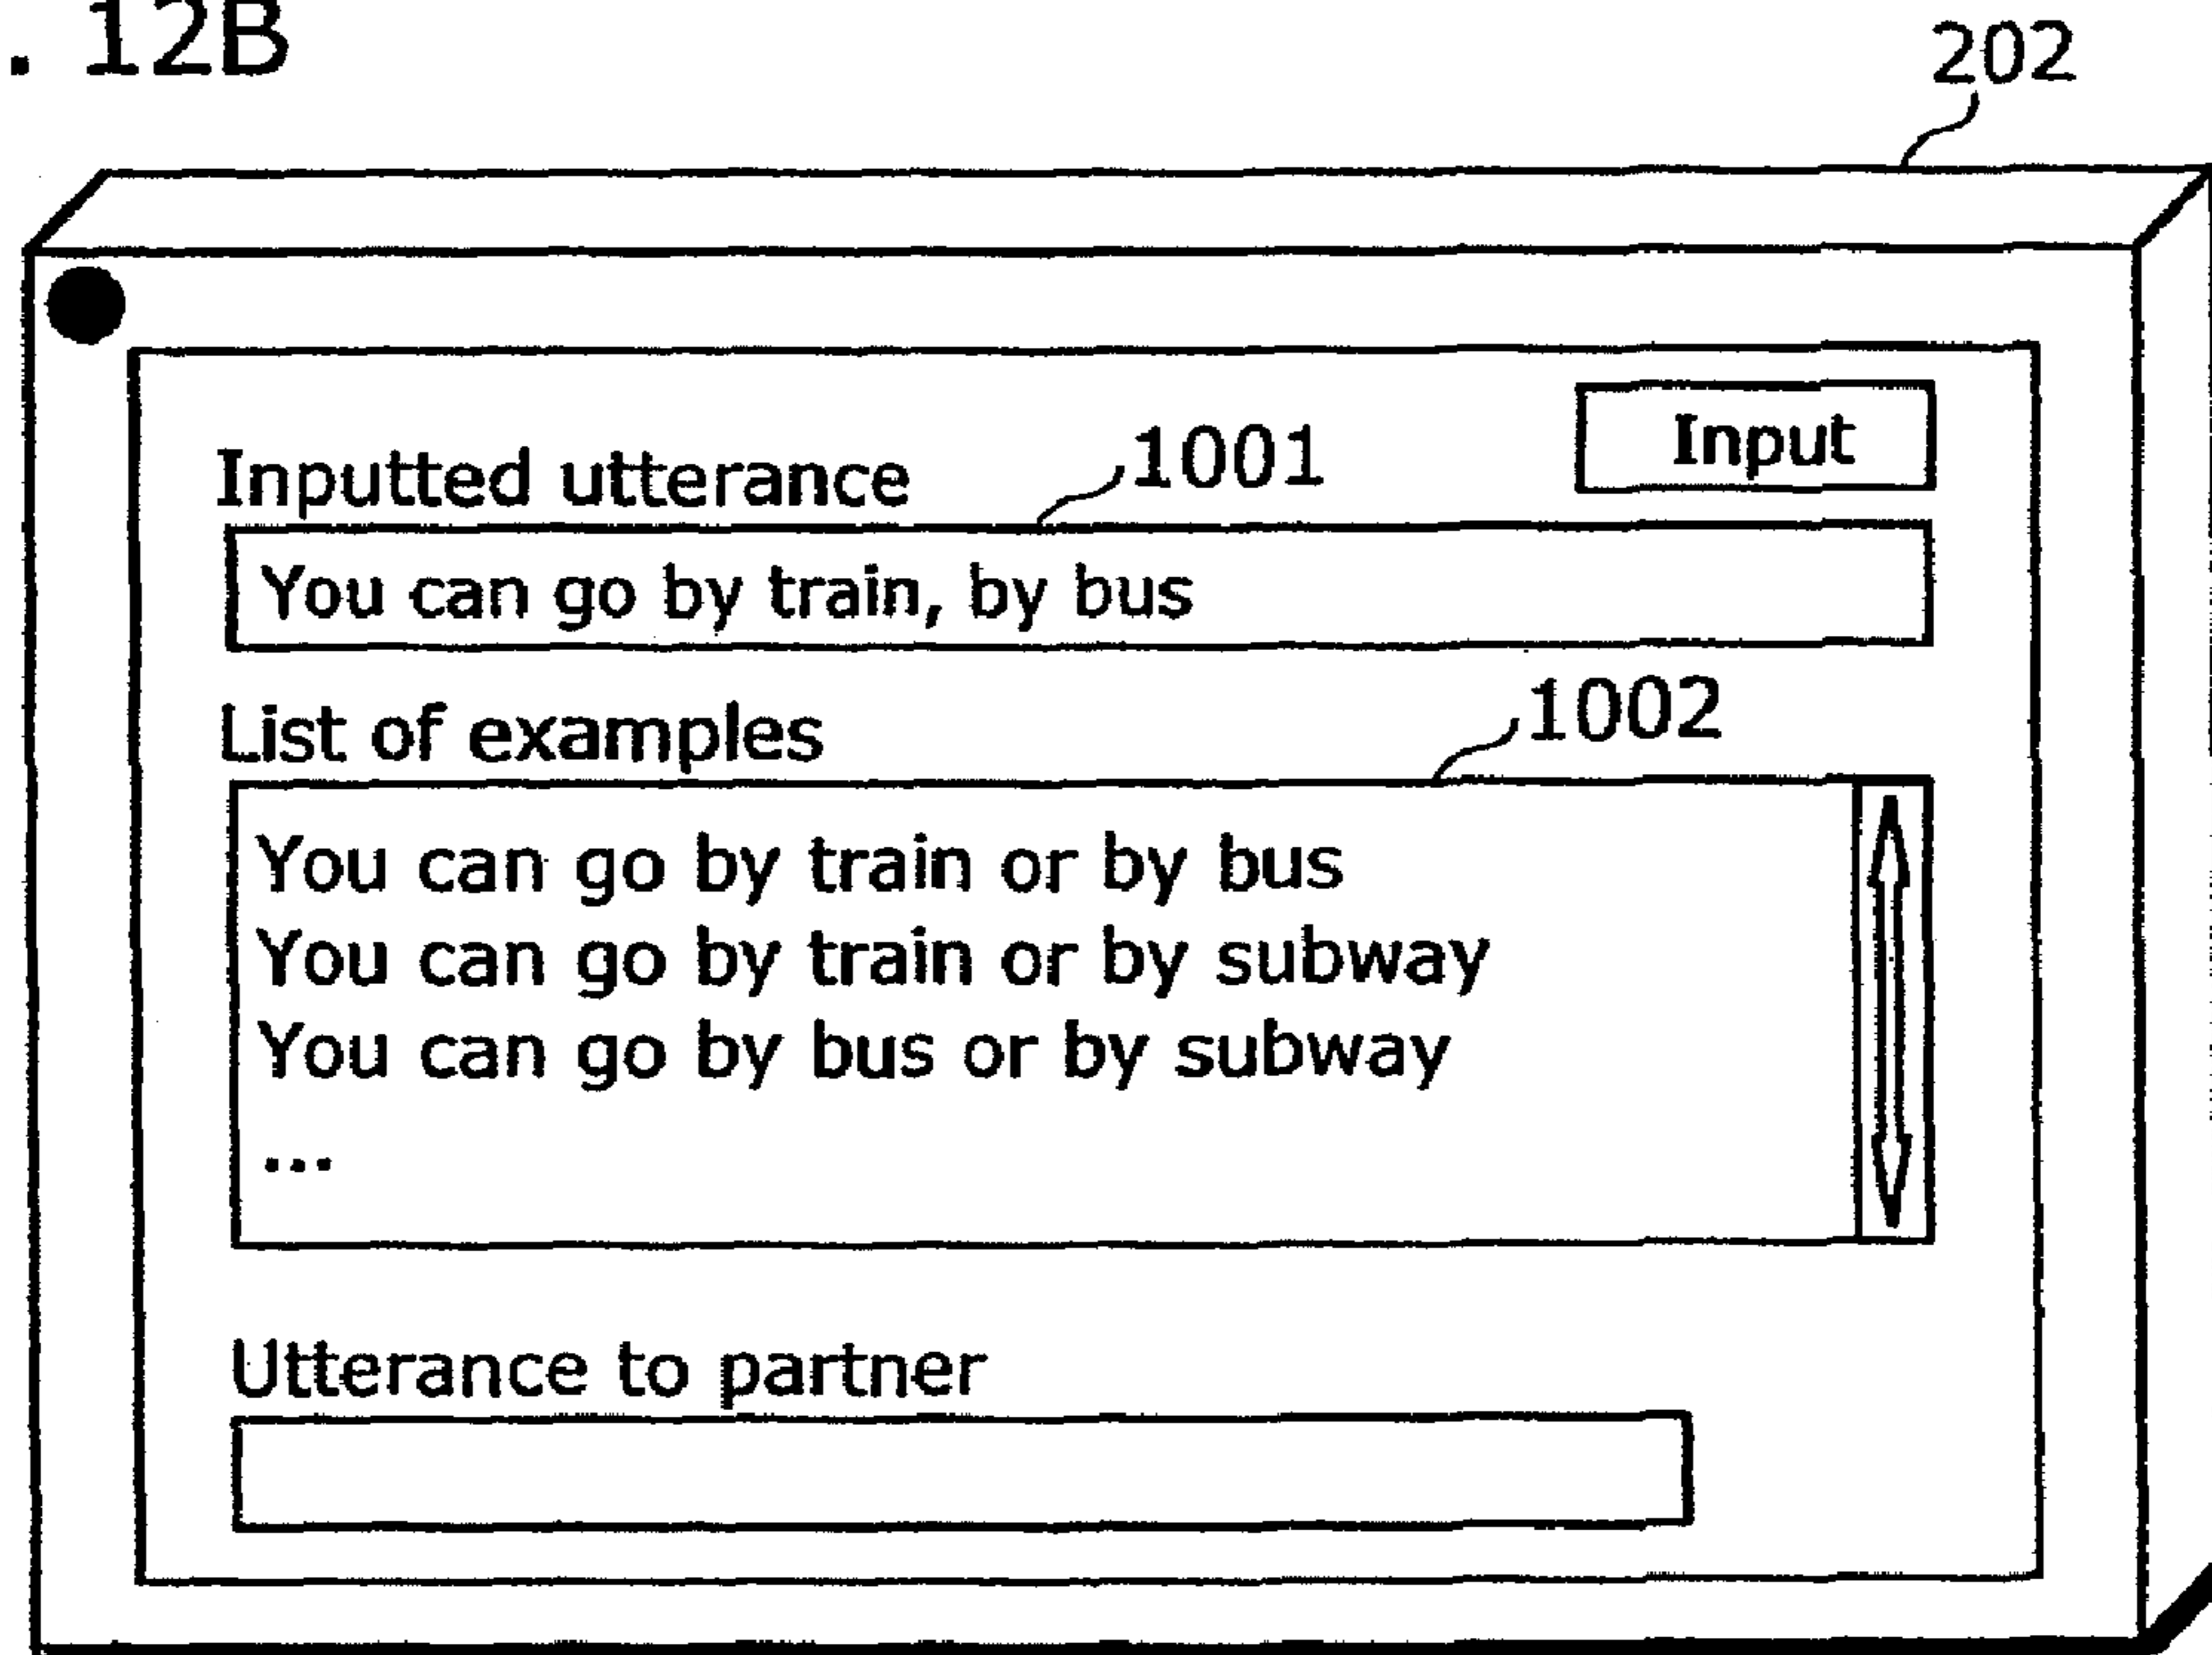 . 12B
202
Input
Inputted utterance
1001
You can go by train, by bus
List of examples
1002
You can go by train or by bus
You can go by train or by subway
You can go by bus or by subway
...
Utterance to partner